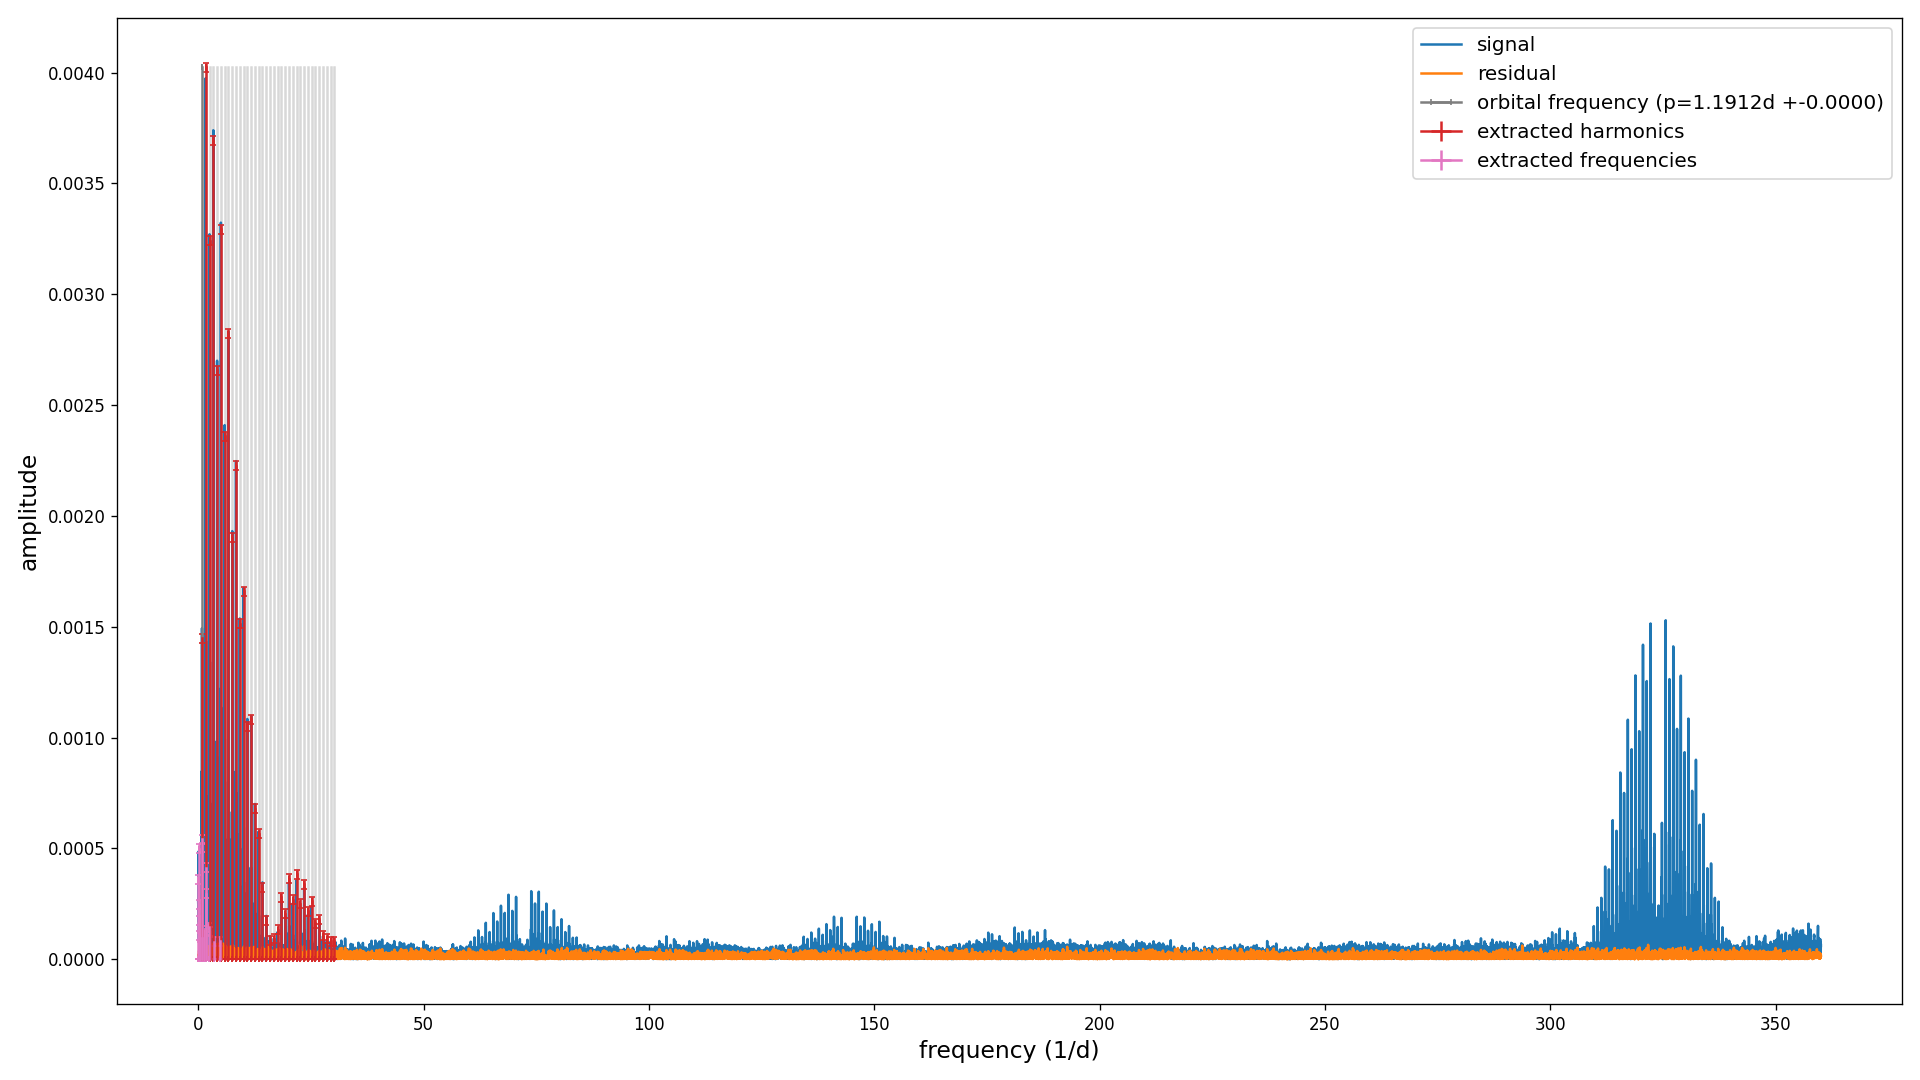 signal
residual
orbital frequency (p=1.1912d +-0.0000)
extracted harmonics
extracted frequencies
amplitude
0.0040
0.0035
0.0030
0.0025
0.0020
0.0015
0.0010
0.0005
0.0000
0 50 100 150 200 250 300 350
frequency (1/d)